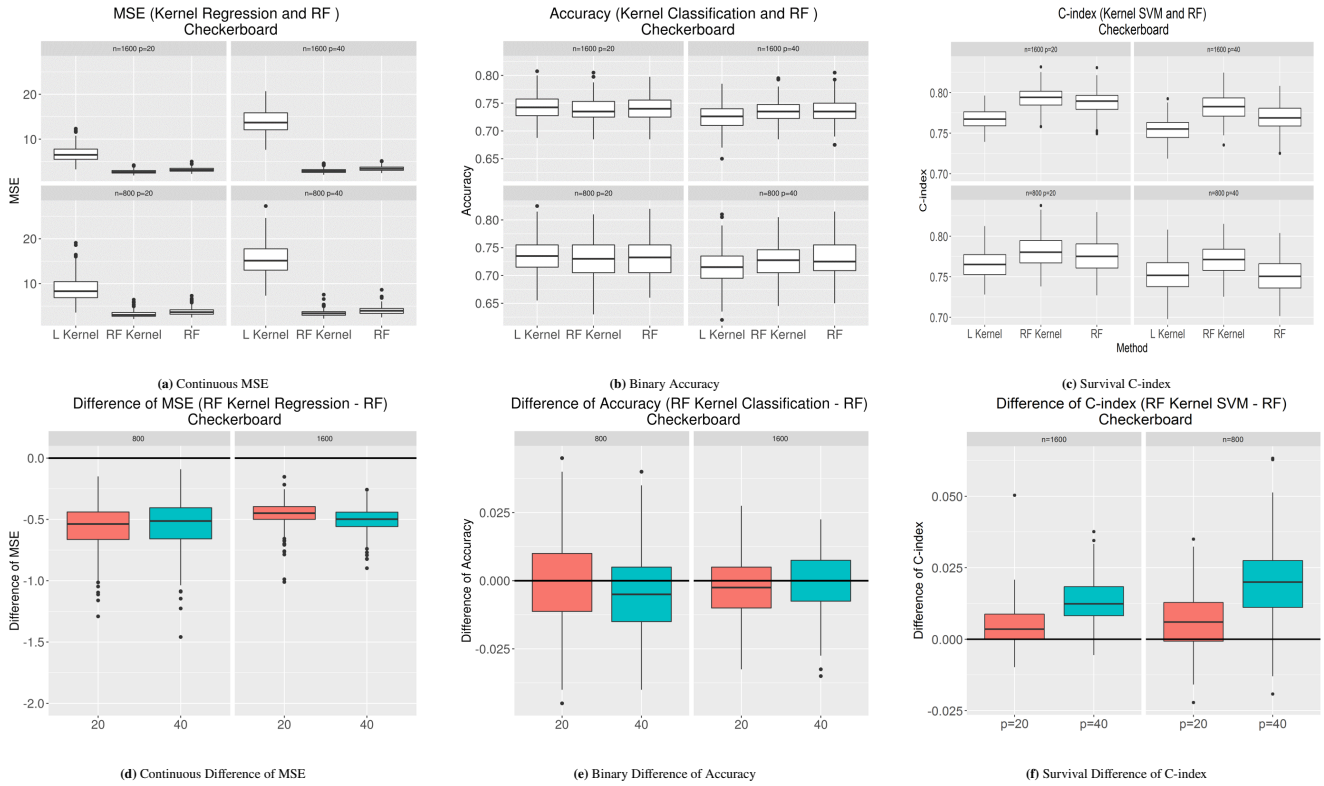 MSE (Kernel Regression and RF )
Checkerboard
n=1600 p=20
n=1600 p=40
20
10
n=800 p=20
n=800 p=40
20
10
MSE
L Kernel RF Kernel RF
L Kernel RF Kernel RF
(a) Continuous MSE
Accuracy (Kernel Classification and RF )
Checkerboard
n=1600 p=20
n=1600 p=40
0.80
0.75
0.70
0.65
n=800 p=20
n=800 p=40
0.80
0.75
0.70
0.65
Accuracy
L Kernel RF Kernel RF
L Kernel RF Kernel RF
(b) Binary Accuracy
C-index (Kernel SVM and RF)
Checkerboard
n=1600 p=20
n=1600 p=40
0.80
0.75
0.70
n=800 p=20
n=800 p=40
0.80
0.75
0.70
C-index
L Kernel RF Kernel RF
L Kernel RF Kernel RF
Method
(c) Survival C-index
Difference of MSE (RF Kernel Regression - RF)
Checkerboard
800
1600
0.0
-0.5
-1.0
-1.5
-2.0
Difference of MSE
20 40
20 40
(d) Continuous Difference of MSE
Difference of Accuracy (RF Kernel Classification - RF)
Checkerboard
800
1600
0.025
0.000
-0.025
Difference of Accuracy
20 40
20 40
(e) Binary Difference of Accuracy
Difference of C-index (RF Kernel SVM - RF)
Checkerboard
n=1600
n=800
0.050
0.025
0.000
-0.025
Difference of C-index
p=20 p=40
p=20 p=40
(f) Survival Difference of C-index